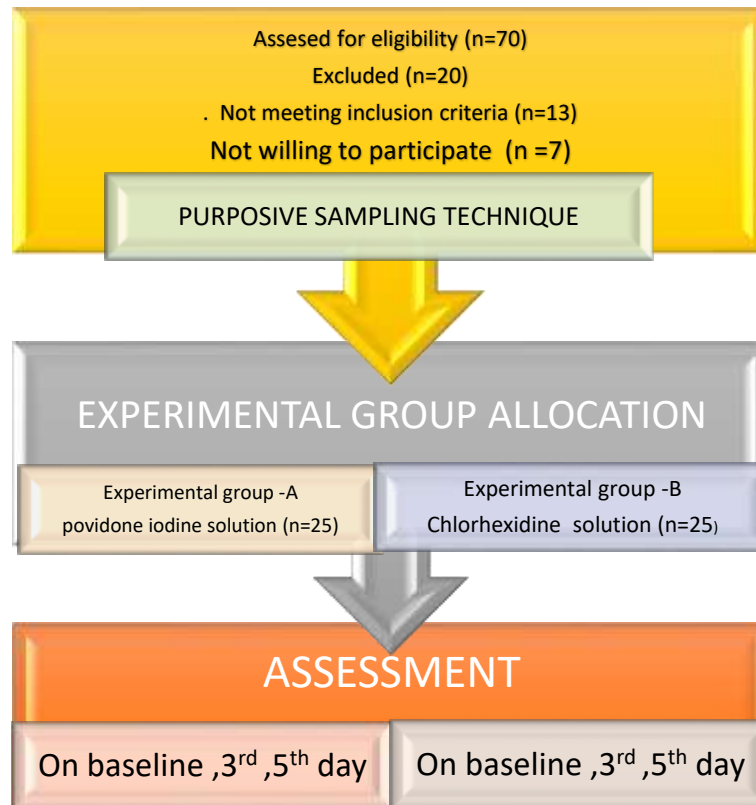 Assesed for eligibility (n=70)
Excluded (n=20)
. Not meeting inclusion criteria (n=13)
Not willing to participate (n =7)
PURPOSIVE SAMPLING TECHNIQUE
EXPERIMENTAL GROUP ALLOCATION
Experimental group -A
povidone iodine solution (n=25)
Experimental group -B
Chlorhexidine solution (n=25)
ASSESSMENT
On baseline ,3rd ,5th day
On baseline ,3rd ,5th day